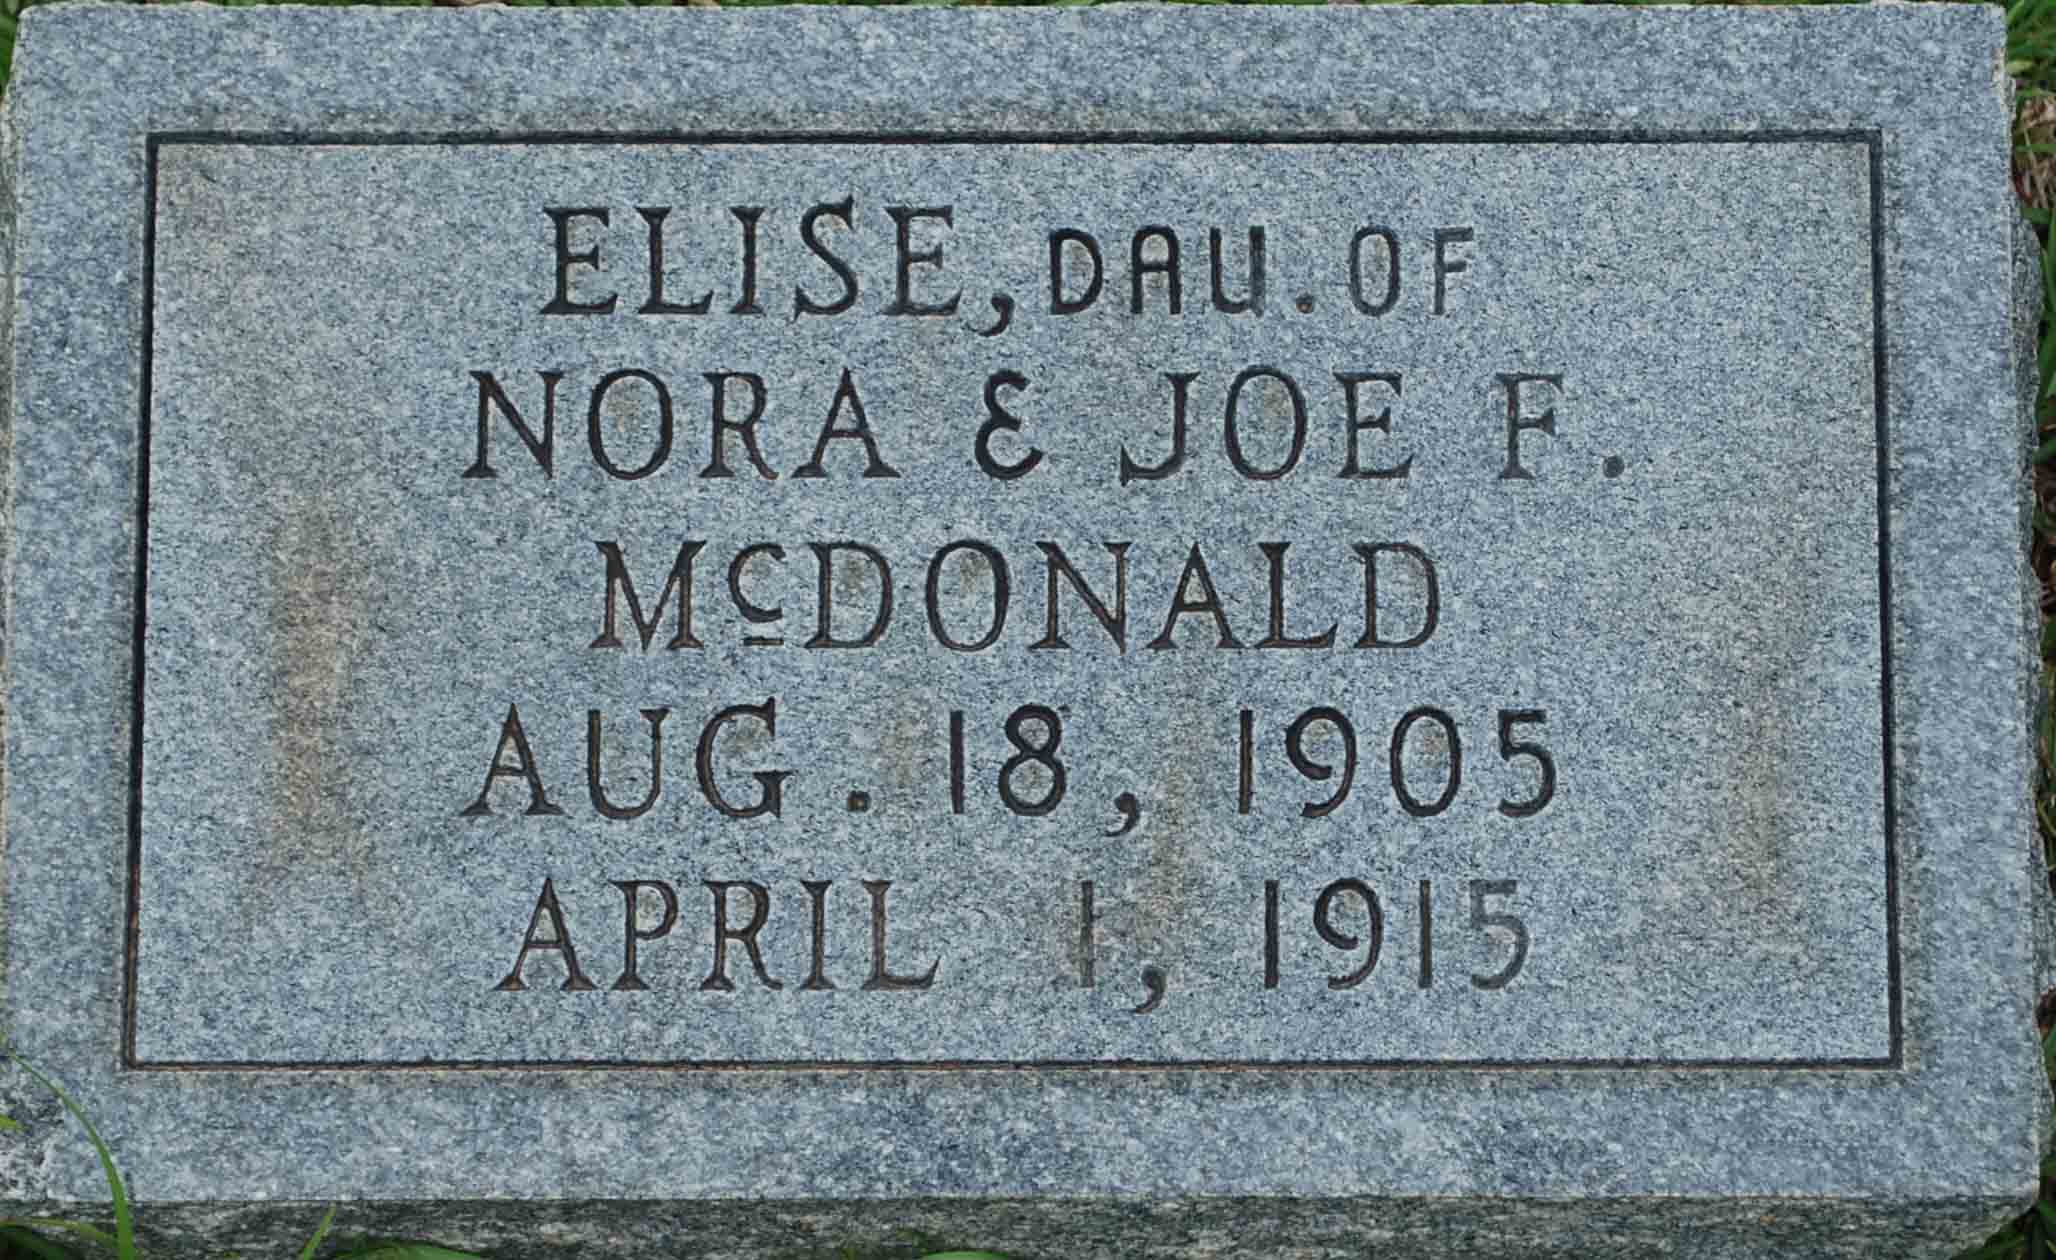 ELISE, DAU. OF
NORA & JOE F.
McDONALD
AUG. 18, 1905
APRIL 1, 1915